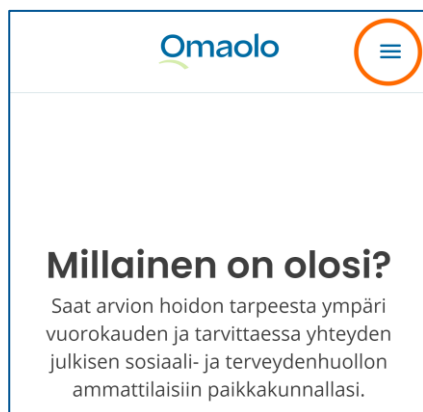 Omaolo
Millainen on olosi?
Saat arvion hoidon tarpeesta ympäri
vuorokauden ja tarvittaessa yhteyden
julkisen sosiaali- ja terveydenhuollon
ammattilaisiin paikkakunnallasi.